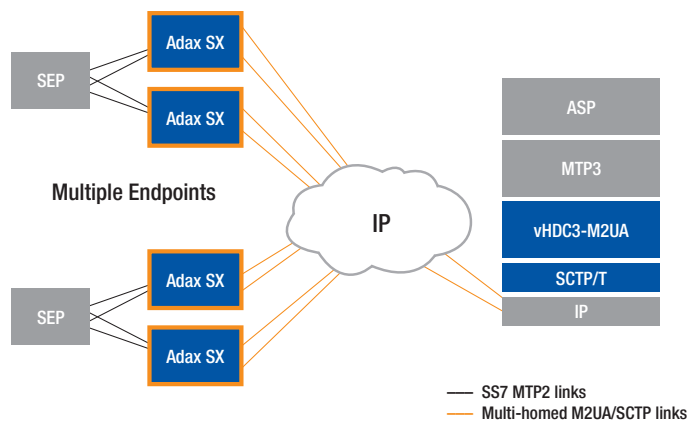 Adax SX
SEP
Adax SX
Multiple Endpoints
IP
Adax SX
SEP
Adax SX
ASP
MTP3
vHDC3-M2UA
SCTP/T
IP
SS7 MTP2 links
Multi-homed M2UA/SCTP links